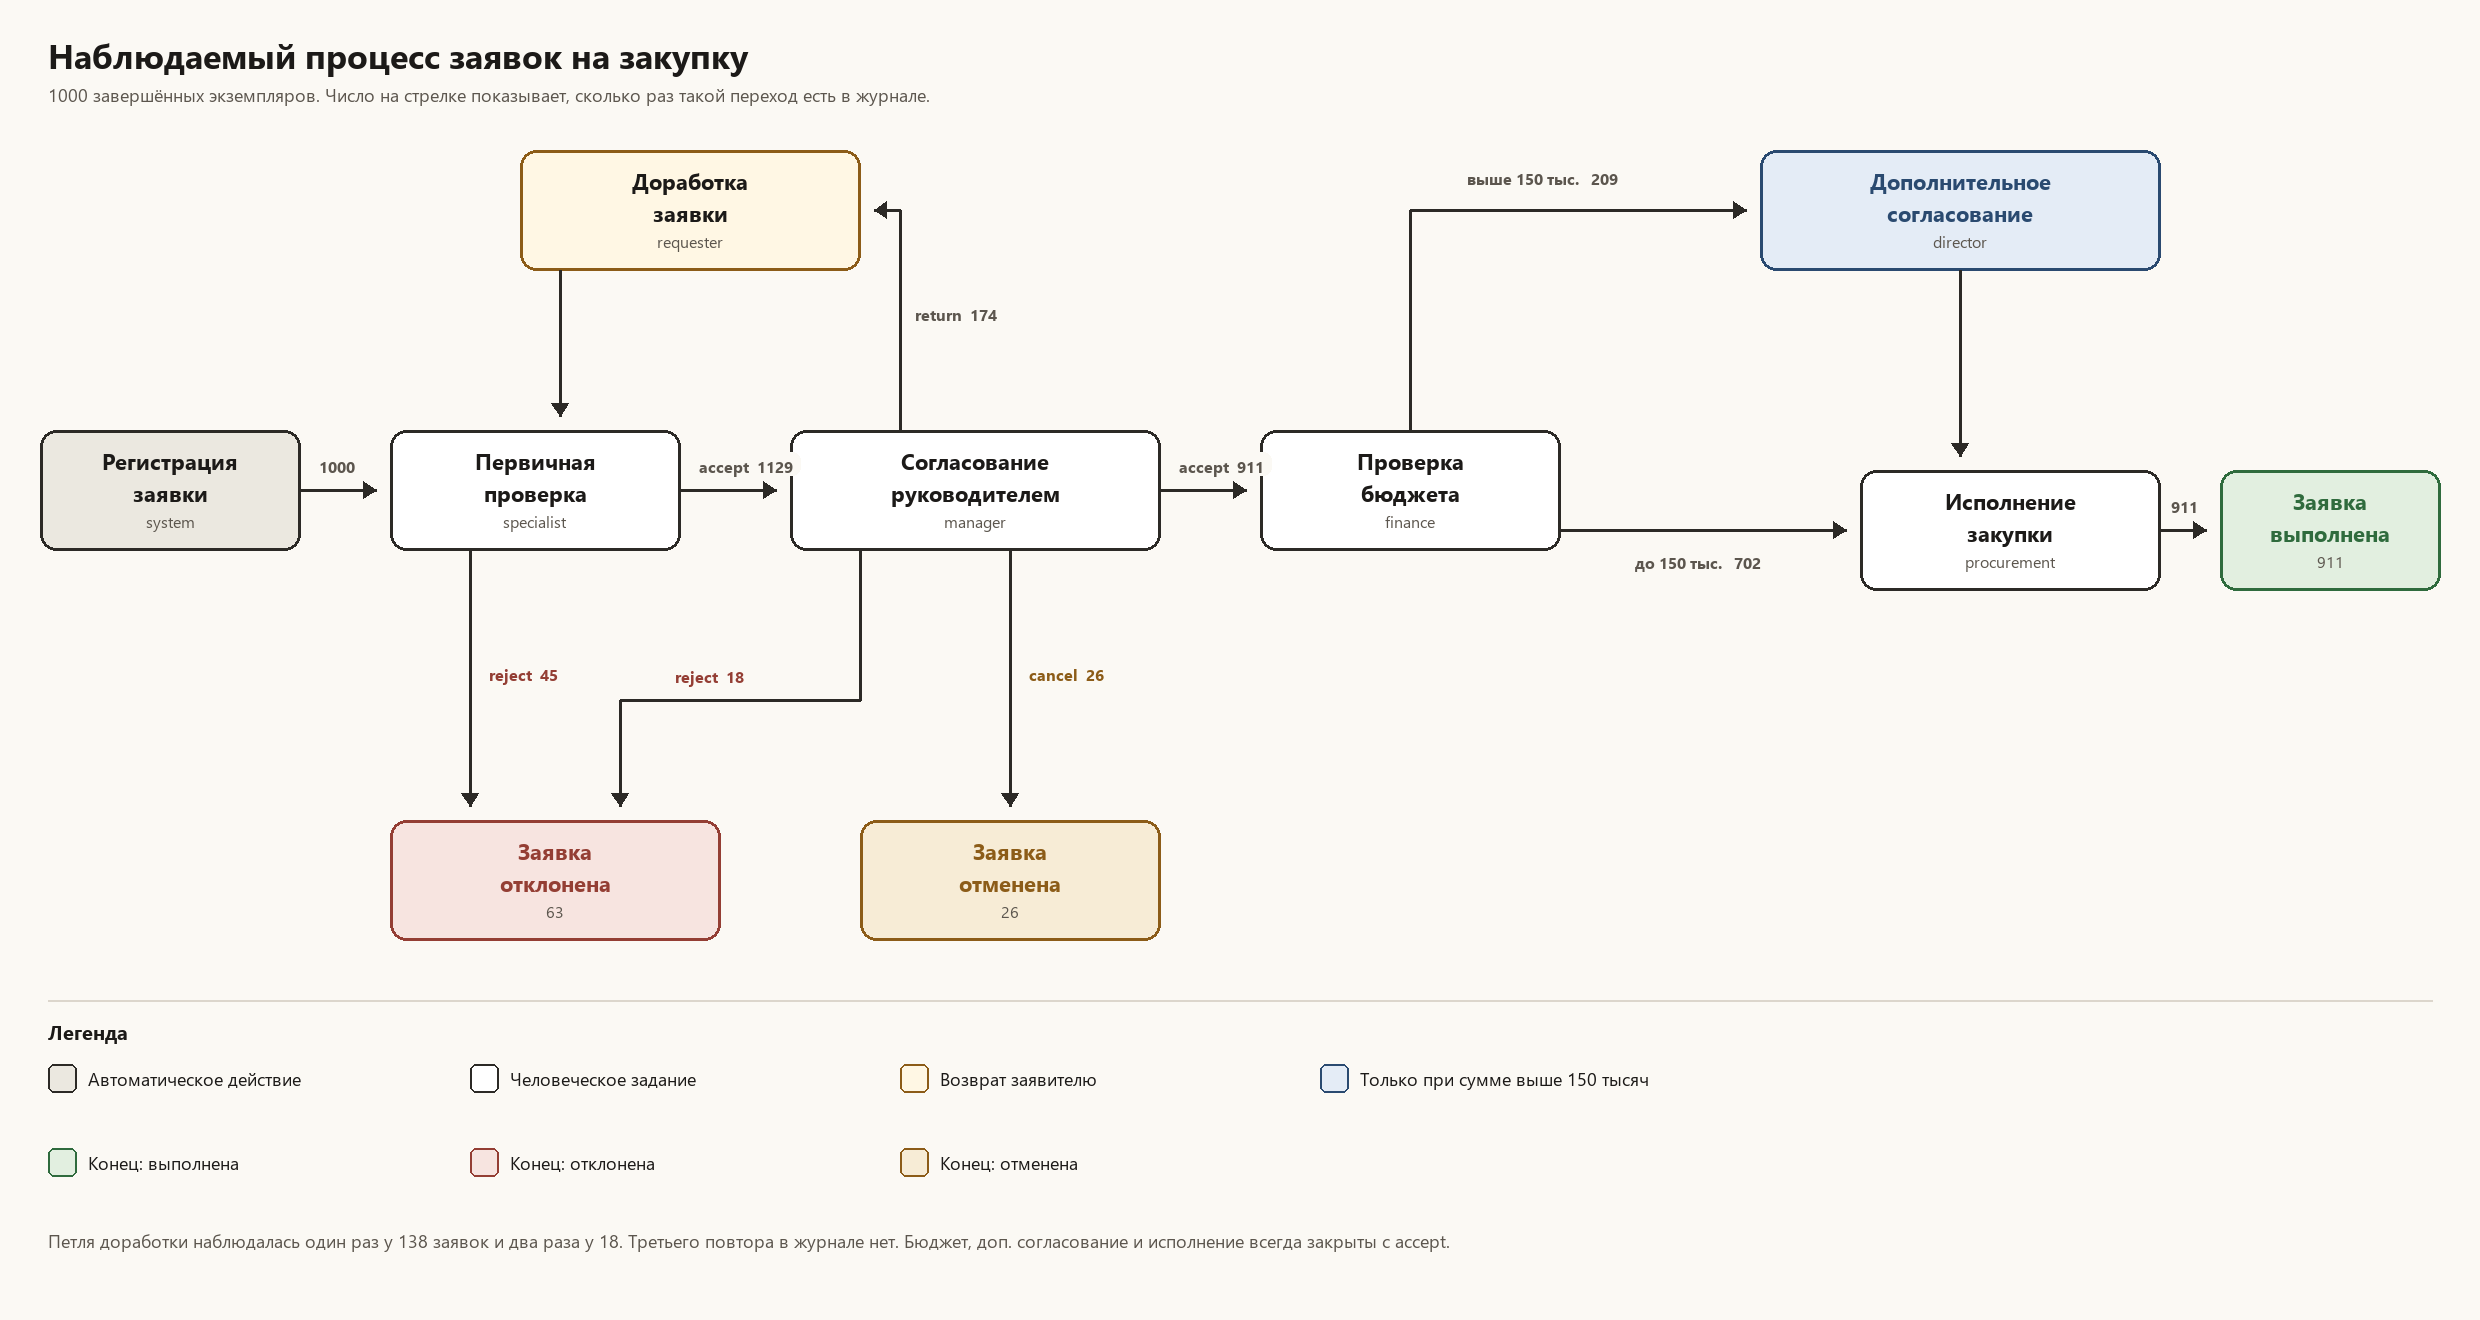 Наблюдаемый процесс заявок на закупку
1000 завершённых экземпляров. Число на стрелке показывает, сколько раз такой переход есть в журнале.
Доработка
заявки
requester
выше 150 тыс. 209
Дополнительное
согласование
director
return 174
Регистрация
заявки
system
1000
Первичная
проверка
specialist
accept 1129
Согласование
руководителем
manager
accept 911
Проверка
бюджета
finance
до 150 тыс. 702
Исполнение
закупки
procurement
911
Заявка
выполнена
911
reject 45
reject 18
cancel 26
Заявка
отклонена
63
Заявка
отменена
26
Легенда
Автоматическое действие
Человеческое задание
Возврат заявителю
Только при сумме выше 150 тысяч
Конец: выполнена
Конец: отклонена
Конец: отменена
Петля доработки наблюдалась один раз у 138 заявок и два раза у 18. Третьего повтора в журнале нет. Бюджет, доп. согласование и исполнение всегда закрыты с accept.